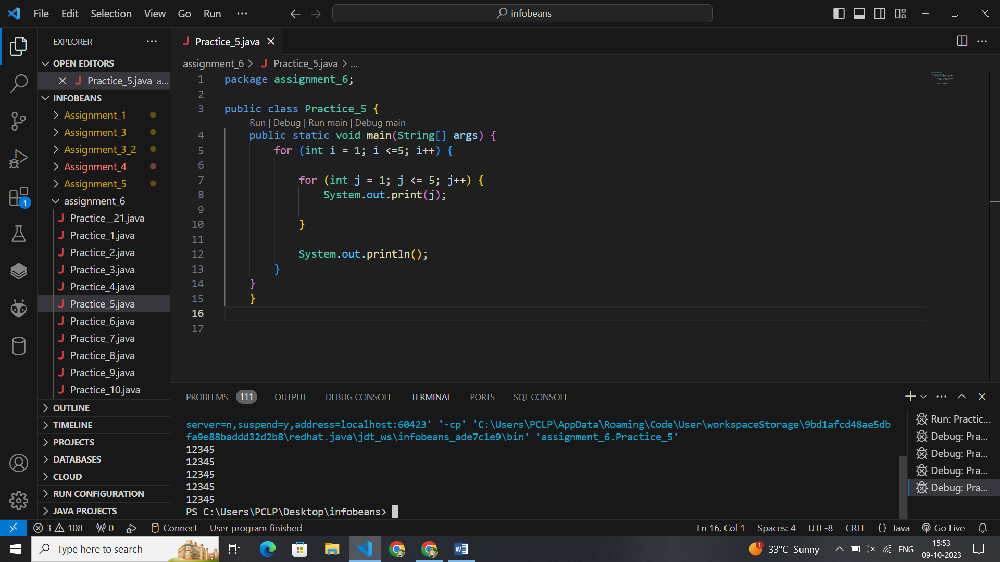 File Edit Selection View Go Run ··· infobeans
EXPLORER ···
OPEN EDITORS
Practice_5.java a...
INFOBEANS
Assignment_1
Assignment_3
Assignment_3_2
Assignment_4
Assignment_5
assignment_6
Practice__21.java
Practice_1.java
Practice_2.java
Practice_3.java
Practice_4.java
Practice_5.java
Practice_6.java
Practice_7.java
Practice_8.java
Practice_9.java
Practice_10.java
OUTLINE
TIMELINE
PROJECTS
DATABASES
CLOUD
RUN CONFIGURATION
JAVA PROJECTS
1
Practice_5.java
assignment_6 > Practice_5.java > ...
1 package assignment_6;
2
3 public class Practice_5 {
Run | Debug | Run main | Debug main
4 public static void main(String[] args) {
5 for (int i = 1; i <=5; i++) {
6
7 for (int j = 1; j <= 5; j++) {
8 System.out.print(j);
9
10 }
11
12 System.out.println();
13 }
14 }
15 }
16
17
PROBLEMS 111 OUTPUT DEBUG CONSOLE TERMINAL PORTS SQL CONSOLE
server=n,suspend=y,address=localhost:60423' '-cp' 'C:\Users\PCLP\AppData\Roaming\Code\User\workspaceStorage\9bd1afcd48ae5db
fa9e88baddd32d2b8\redhat.java\jdt_ws\infobeans_ade7c1e9\bin' 'assignment_6.Practice_5'
12345
12345
12345
12345
12345
PS C:\Users\PCLP\Desktop\infobeans>
Run: Practic...
Debug: Pra...
Debug: Pra...
Debug: Pra...
Debug: Pra...
3 108 0 Connect User program finished Ln 16, Col 1 Spaces: 4 UTF-8 CRLF {} Java Go Live
Type here to search 1 33°C Sunny ENG 15:53
09-10-2023